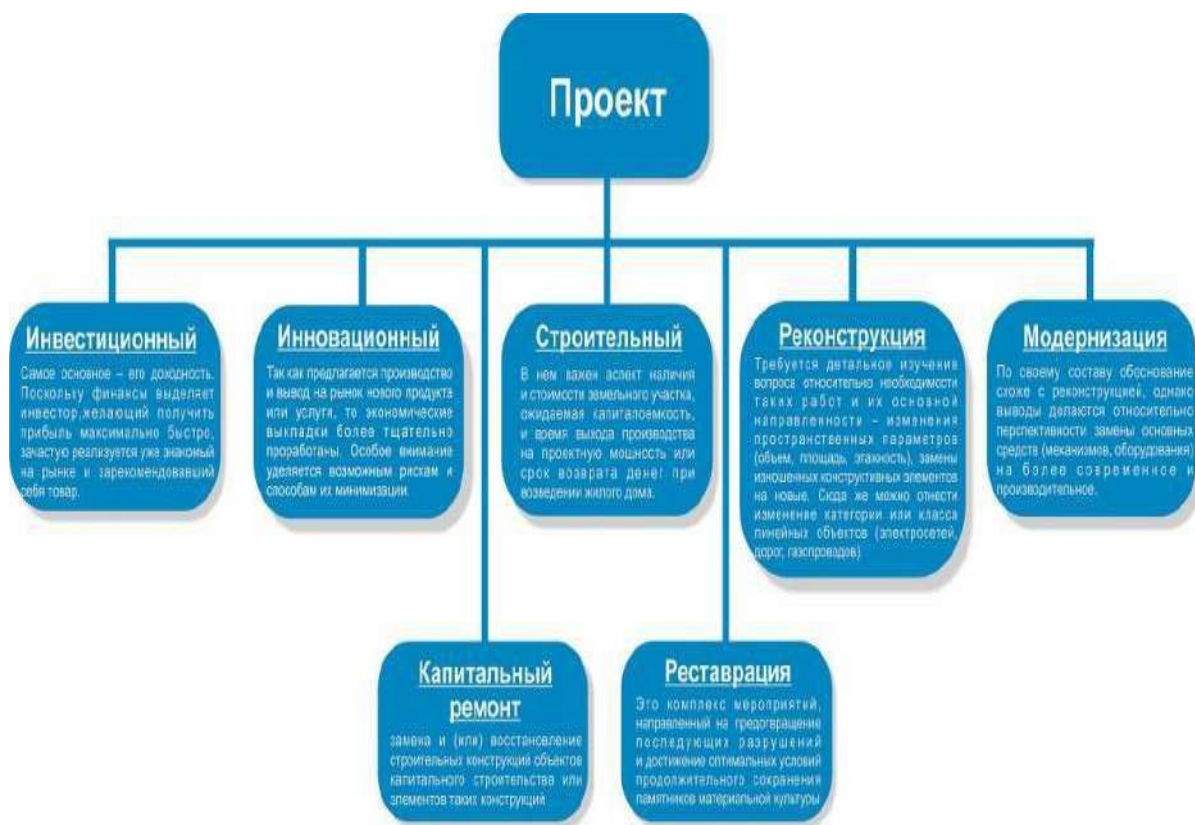 Проект
Инвестиционный
Самое основное – его доходность.
Поскольку финансы выделяет
инвестор,желающий получить
прибыль максимально быстро,
зачастую реализуется уже знакомый
на рынке и зарекомендовавший
себя товар.
Инновационный
Так как предлагается производство
и вывод на рынок нового продукта
или услуги, то экономические
выкладки более тщательно
проработаны. Особое внимание
уделяется возможным рискам и
способам их минимизации.
Строительный
В нем важен аспект наличия
и стоимости земельного участка,
ожидаемая капиталоемкость,
и время выхода производства
на проектную мощность или
срок возврата денег при
возведении жилого дома.
Реконструкция
Требуется детальное изучение
вопроса относительно необходимости
таких работ и их основной
направленности – изменения
пространственных параметров
(объем, площадь, этажность), замены
изношенных конструктивных элементов
на новые. Сюда же можно отнести
изменение категории или класса
линейных объектов (электросетей,
дорог, газопроводов)
Модернизация
По своему составу обоснование
схоже с реконструкцией, однако
выводы делаются относительно
перспективности замены основных
средств (механизмов, оборудования)
на более современное и
производительное.
Капитальный
ремонт
замена и (или) восстановление
строительных конструкций объектов
капитального строительства или
элементов таких конструкций
Реставрация
Это комплекс мероприятий,
направленный на предотвращение
последующих разрушений
и достижение оптимальных условий
продолжительного сохранения
памятников материальной культуры